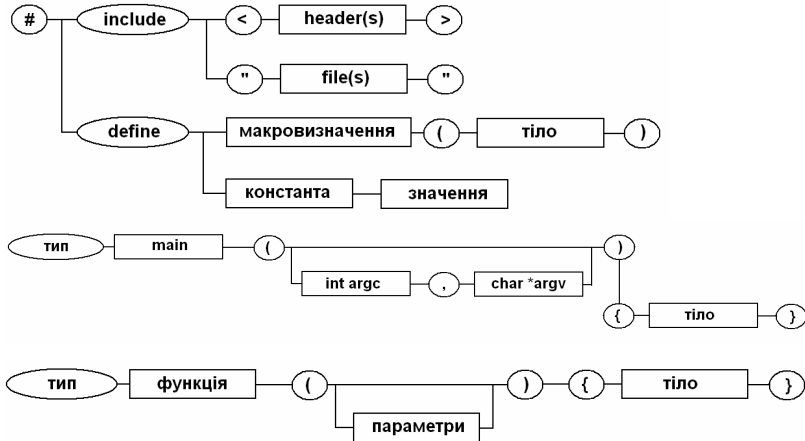 # include < header(s) >
" file(s) "
define макровизначення ( тіло )
константа значення
тип main ( )
int argc , char *argv
{ тіло }
тип функція ( ) { тіло }
параметри